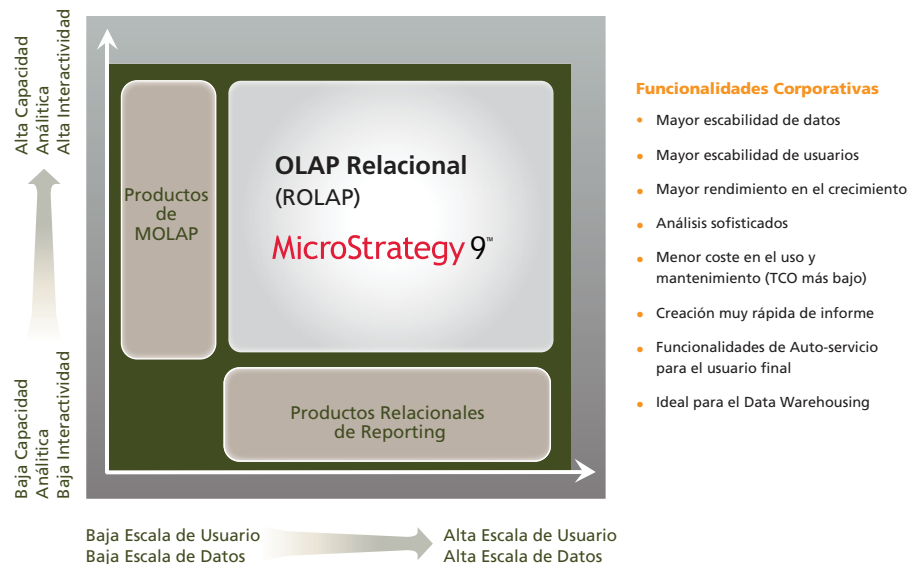 Alta Capacidad
Análitica
Alta Interactividad
Baja Capacidad
Análitica
Baja Interactividad
Productos
de
MOLAP
OLAP Relacional
(ROLAP)
MicroStrategy 9™
Productos Relacionales
de Reporting
Baja Escala de Usuario
Baja Escala de Datos
Alta Escala de Usuario
Alta Escala de Datos
Funcionalidades Corporativas
• Mayor escabilidad de datos
• Mayor escabilidad de usuarios
• Mayor rendimiento en el crecimiento
• Análisis sofisticados
• Menor coste en el uso y
mantenimiento (TCO más bajo)
• Creación muy rápida de informe
• Funcionalidades de Auto-servicio
para el usuario final
• Ideal para el Data Warehousing